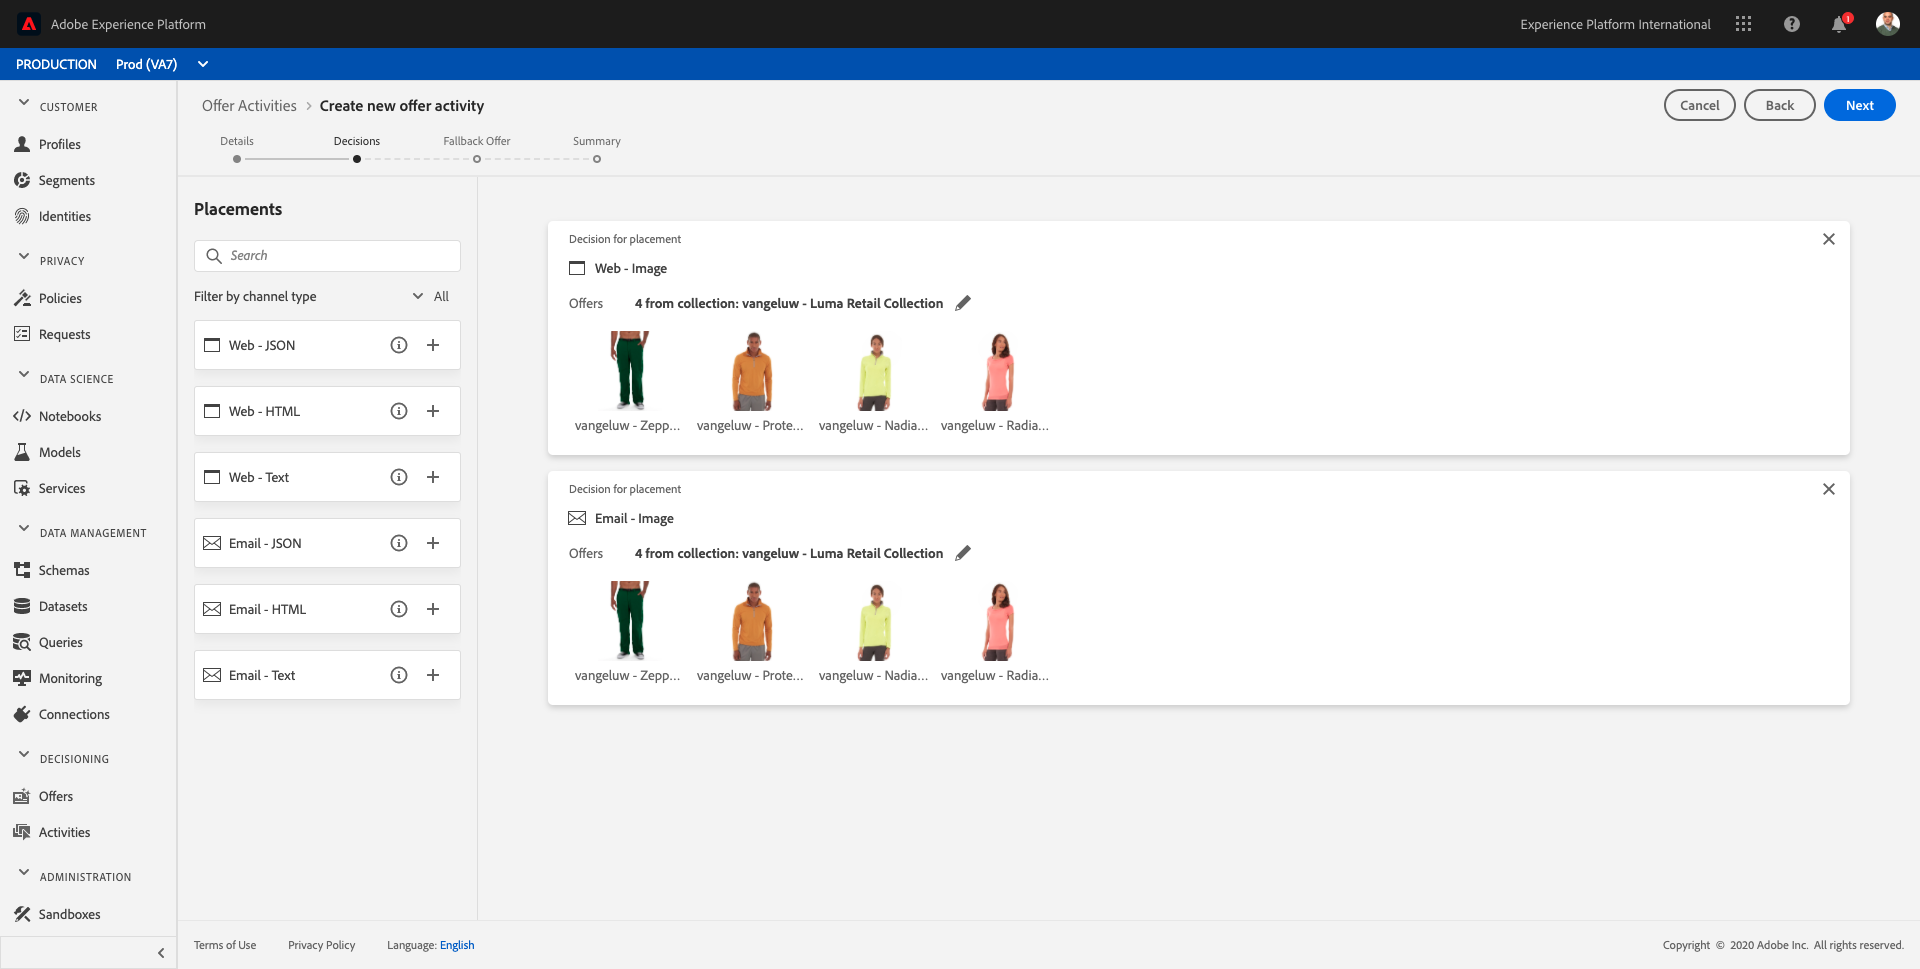 Adobe Experience Platform
Experience Platform International
1
PRODUCTION Prod (VA7)
CUSTOMER
Profiles
Segments
Identities
PRIVACY
Policies
Requests
DATA SCIENCE
Notebooks
Models
Services
DATA MANAGEMENT
Schemas
Datasets
Queries
Monitoring
Connections
DECISIONING
Offers
Activities
ADMINISTRATION
Sandboxes
Offer Activities > Create new offer activity
Cancel Back Next
Details Decisions Fallback Offer Summary
Placements
Search
Filter by channel type All
Web - JSON
Web - HTML
Web - Text
Email - JSON
Email - HTML
Email - Text
Decision for placement
Web - Image
Offers 4 from collection: vangeluw - Luma Retail Collection
vangeluw - Zepp... vangeluw - Prote... vangeluw - Nadia... vangeluw - Radia...
Decision for placement
Email - Image
Offers 4 from collection: vangeluw - Luma Retail Collection
vangeluw - Zepp... vangeluw - Prote... vangeluw - Nadia... vangeluw - Radia...
Terms of Use Privacy Policy Language: English
Copyright © 2020 Adobe Inc. All rights reserved.